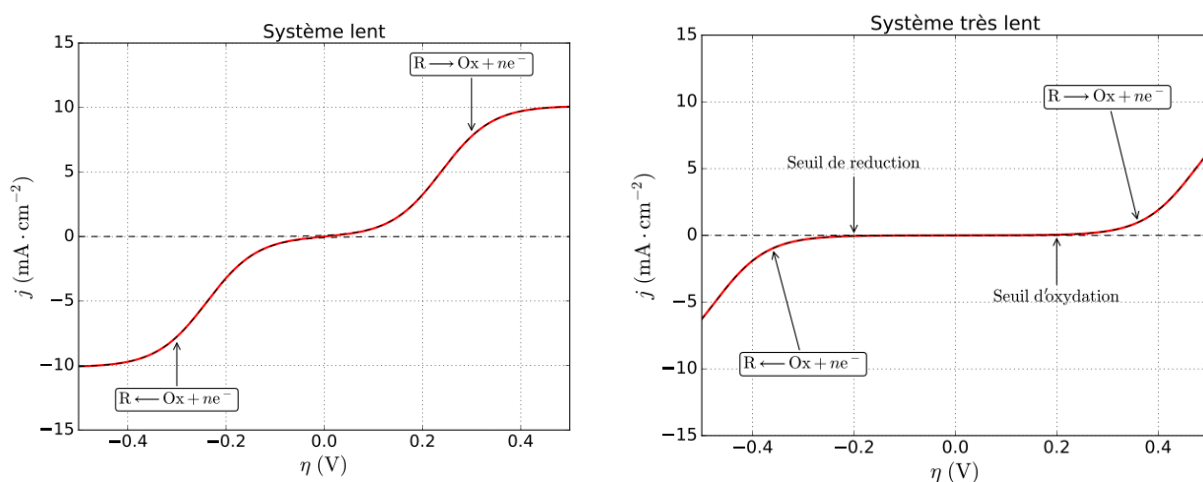 Système lent
15
10
5
0
−5
−10
−15
j (mA · cm⁻²)
R ⟶ Ox + ne⁻
R ⟵ Ox + ne⁻
−0.4 −0.2 0.0 0.2 0.4
η (V)
Système très lent
15
10
5
0
−5
−10
−15
j (mA · cm⁻²)
R ⟶ Ox + ne⁻
Seuil de reduction
Seuil d′oxydation
R ⟵ Ox + ne⁻
−0.4 −0.2 0.0 0.2 0.4
η (V)